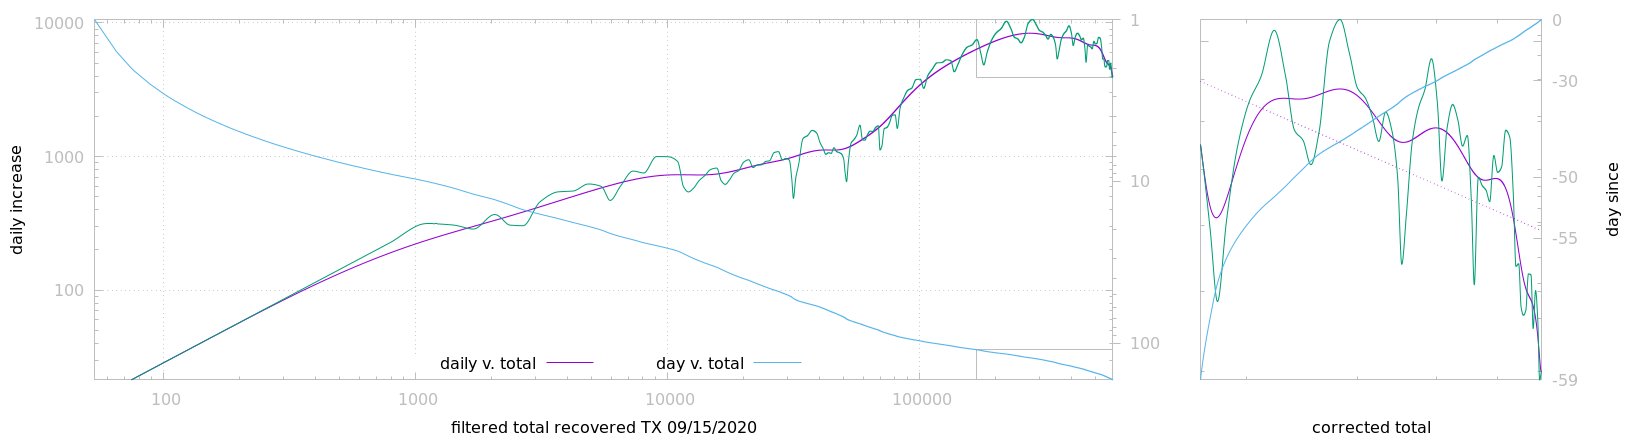 10000
1000
100
daily increase
100
1000
10000
100000
filtered total recovered TX 09/15/2020
daily v. total
day v. total
1
10
100
0
-30
-50
-55
-59
day since
corrected total